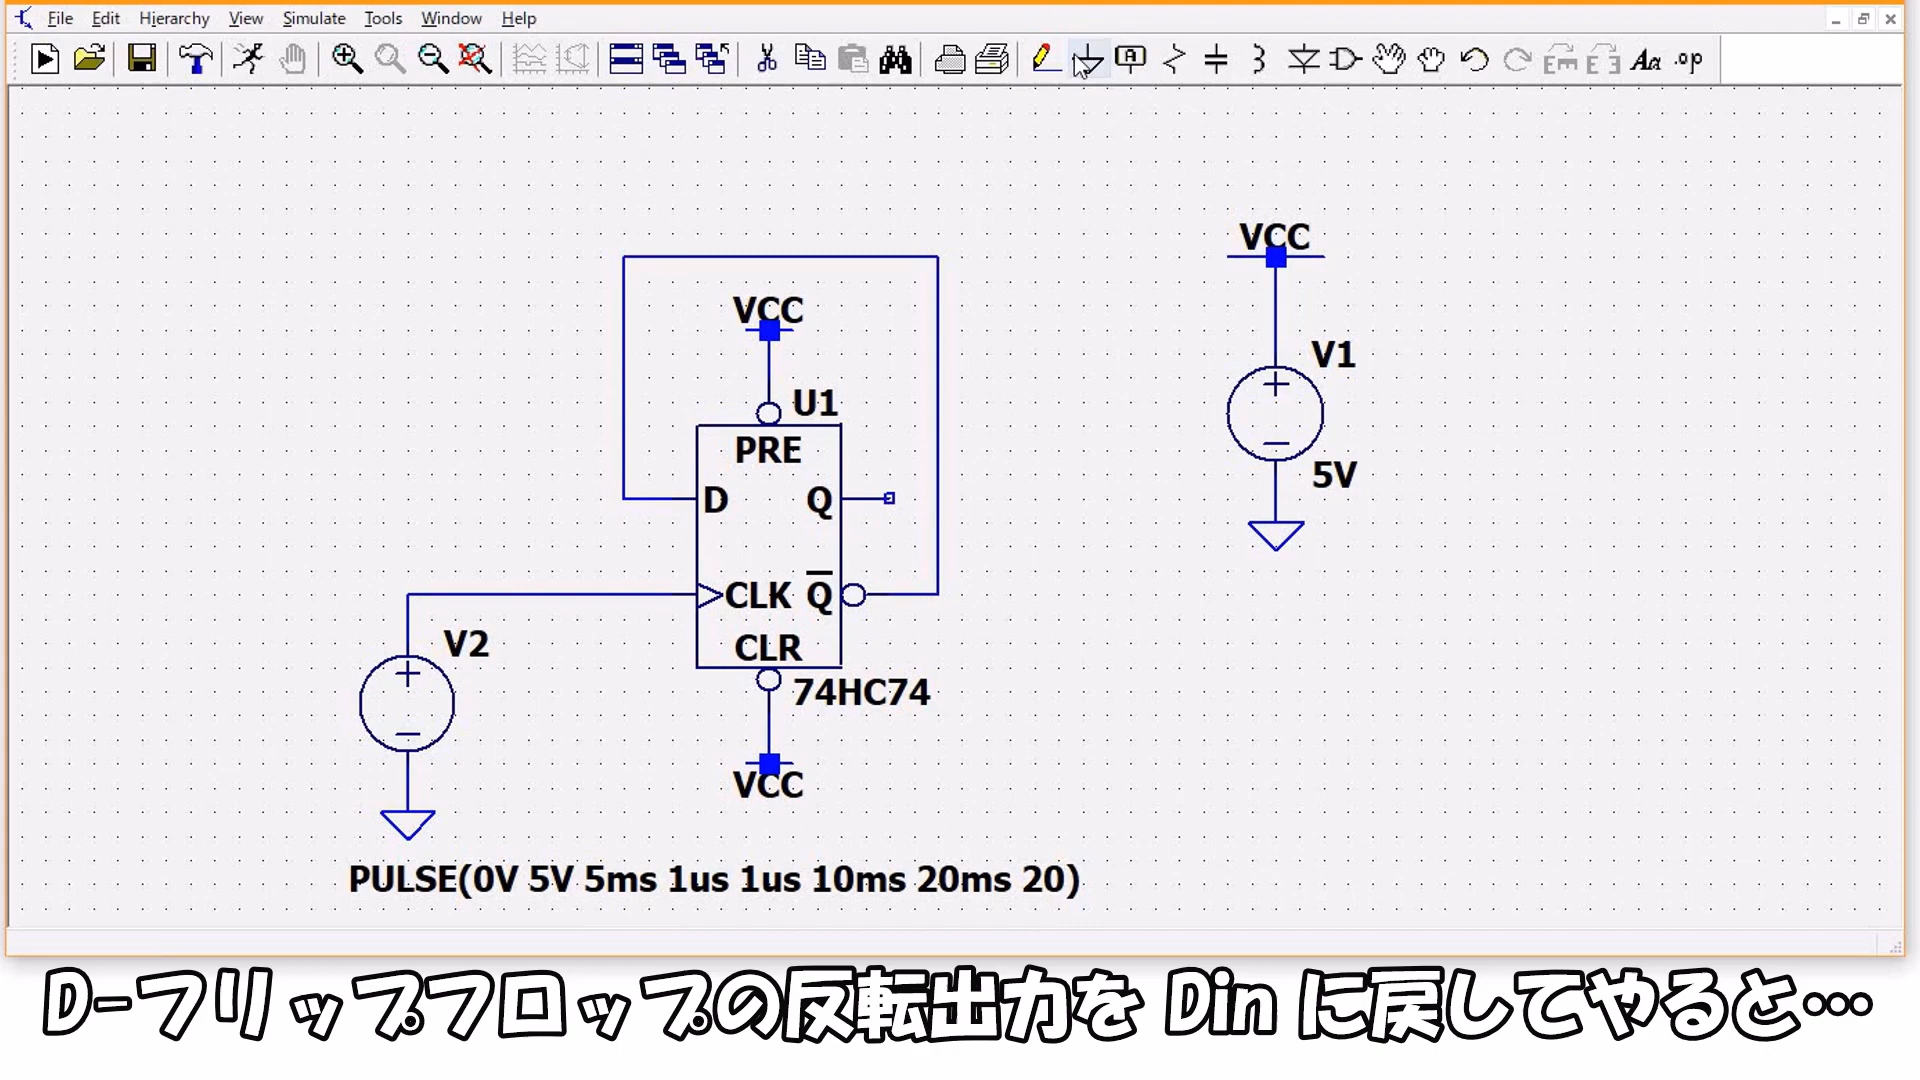 File Edit Hierarchy View Simulate Tools Window Help
A Aa .op
VCC
VCC
V1
U1
PRE
5V
D Q
CLK Q
V2
CLR
74HC74
VCC
PULSE(0V 5V 5ms 1us 1us 10ms 20ms 20)
D-フリップフロップの反転出力を Din に戻してやると…